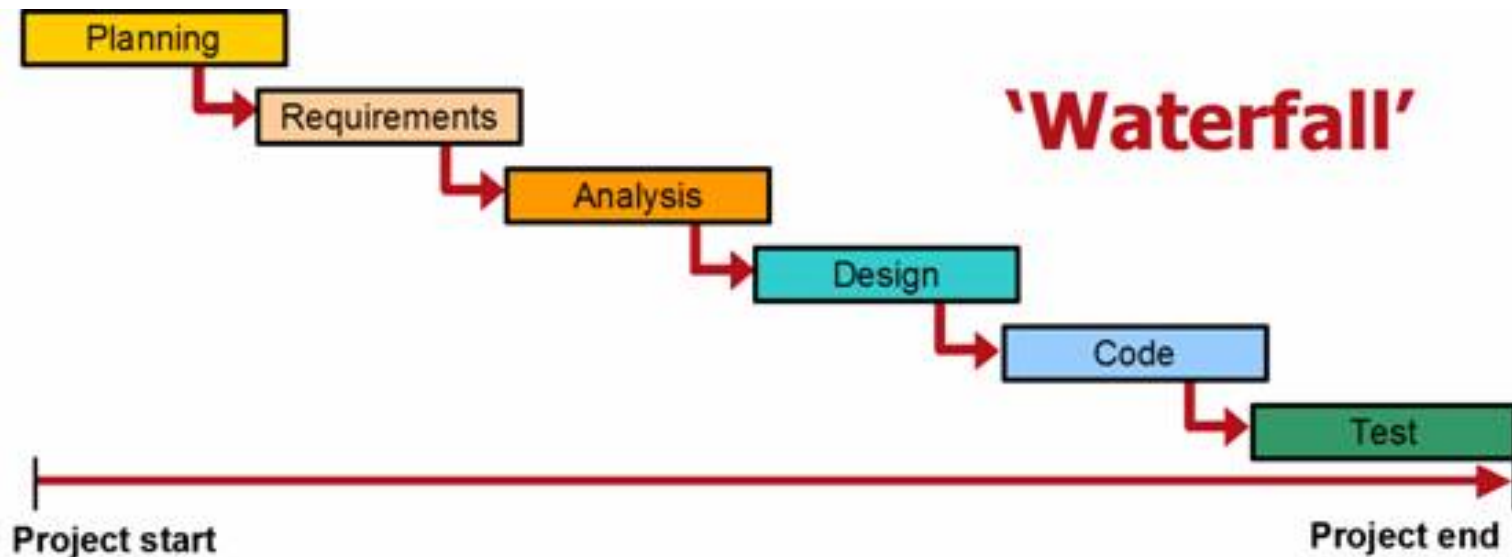 Planning
Requirements
‘Waterfall’
Analysis
Design
Code
Test
Project start
Project end